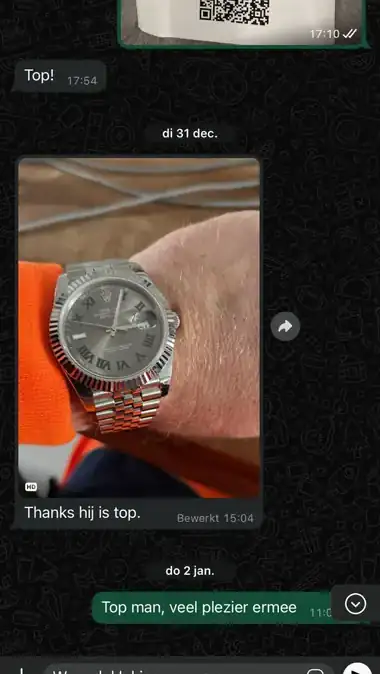 17:10
Top! 17:54
di 31 dec.
HD
Thanks hij is top.
Bewerkt 15:04
do 2 jan.
Top man, veel plezier ermee